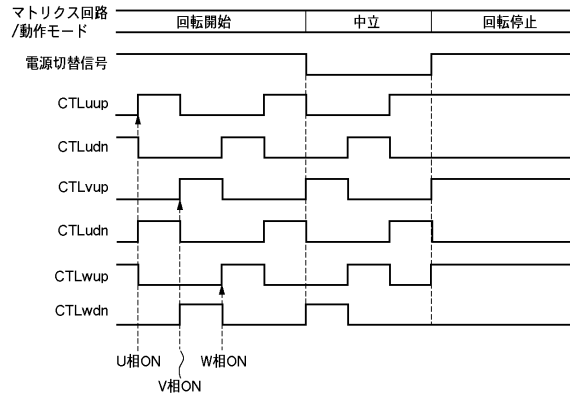 マトリクス回路
/動作モード
回転開始
中立
回転停止
電源切替信号
CTLuup
CTLudn
CTLvup
CTLudn
CTLwup
CTLwdn
U相ON
W相ON
V相ON